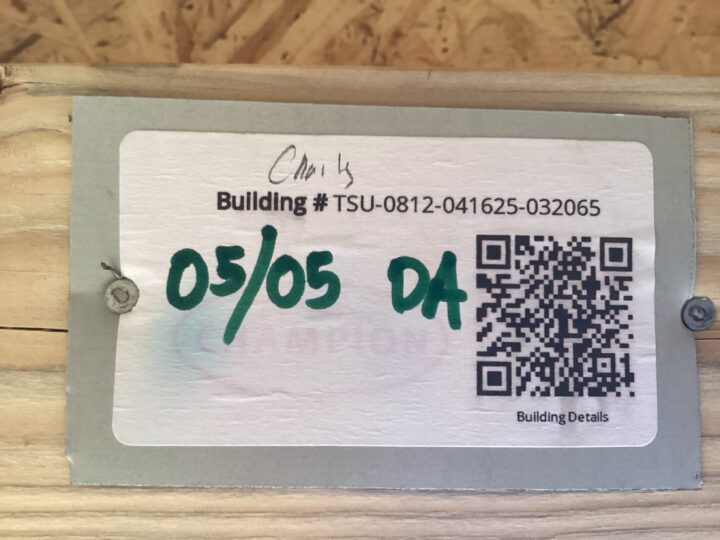 Building # TSU-0812-041625-032065
05/05 DA
Building Details